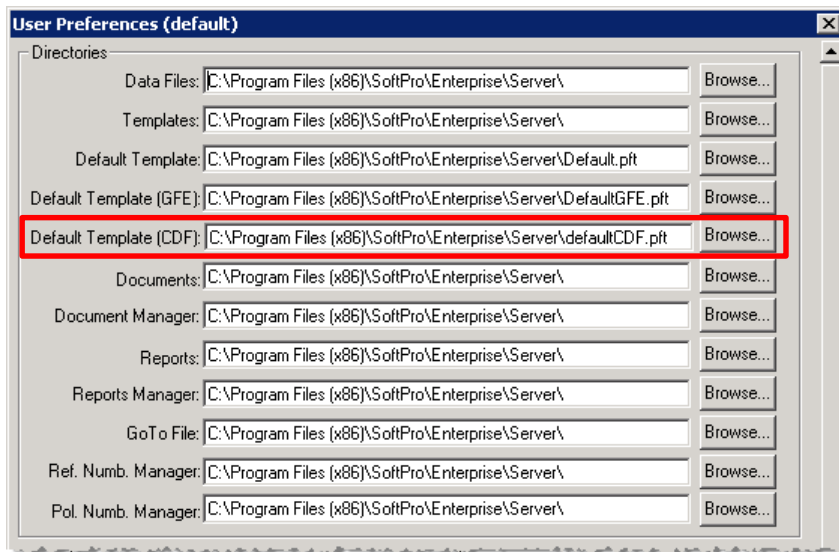 User Preferences (default)
Directories
Data Files: C:\Program Files (x86)\SoftPro\Enterprise\Server\ Browse...
Templates: C:\Program Files (x86)\SoftPro\Enterprise\Server\ Browse...
Default Template: C:\Program Files (x86)\SoftPro\Enterprise\Server\Default.pft Browse...
Default Template (GFE): C:\Program Files (x86)\SoftPro\Enterprise\Server\DefaultGFE.pft Browse...
Default Template (CDF): C:\Program Files (x86)\SoftPro\Enterprise\Server\defaultCDF.pft Browse...
Documents: C:\Program Files (x86)\SoftPro\Enterprise\Server\ Browse...
Document Manager: C:\Program Files (x86)\SoftPro\Enterprise\Server\ Browse...
Reports: C:\Program Files (x86)\SoftPro\Enterprise\Server\ Browse...
Reports Manager: C:\Program Files (x86)\SoftPro\Enterprise\Server\ Browse...
GoTo File: C:\Program Files (x86)\SoftPro\Enterprise\Server\ Browse...
Ref. Numb. Manager: C:\Program Files (x86)\SoftPro\Enterprise\Server\ Browse...
Pol. Numb. Manager: C:\Program Files (x86)\SoftPro\Enterprise\Server\ Browse...